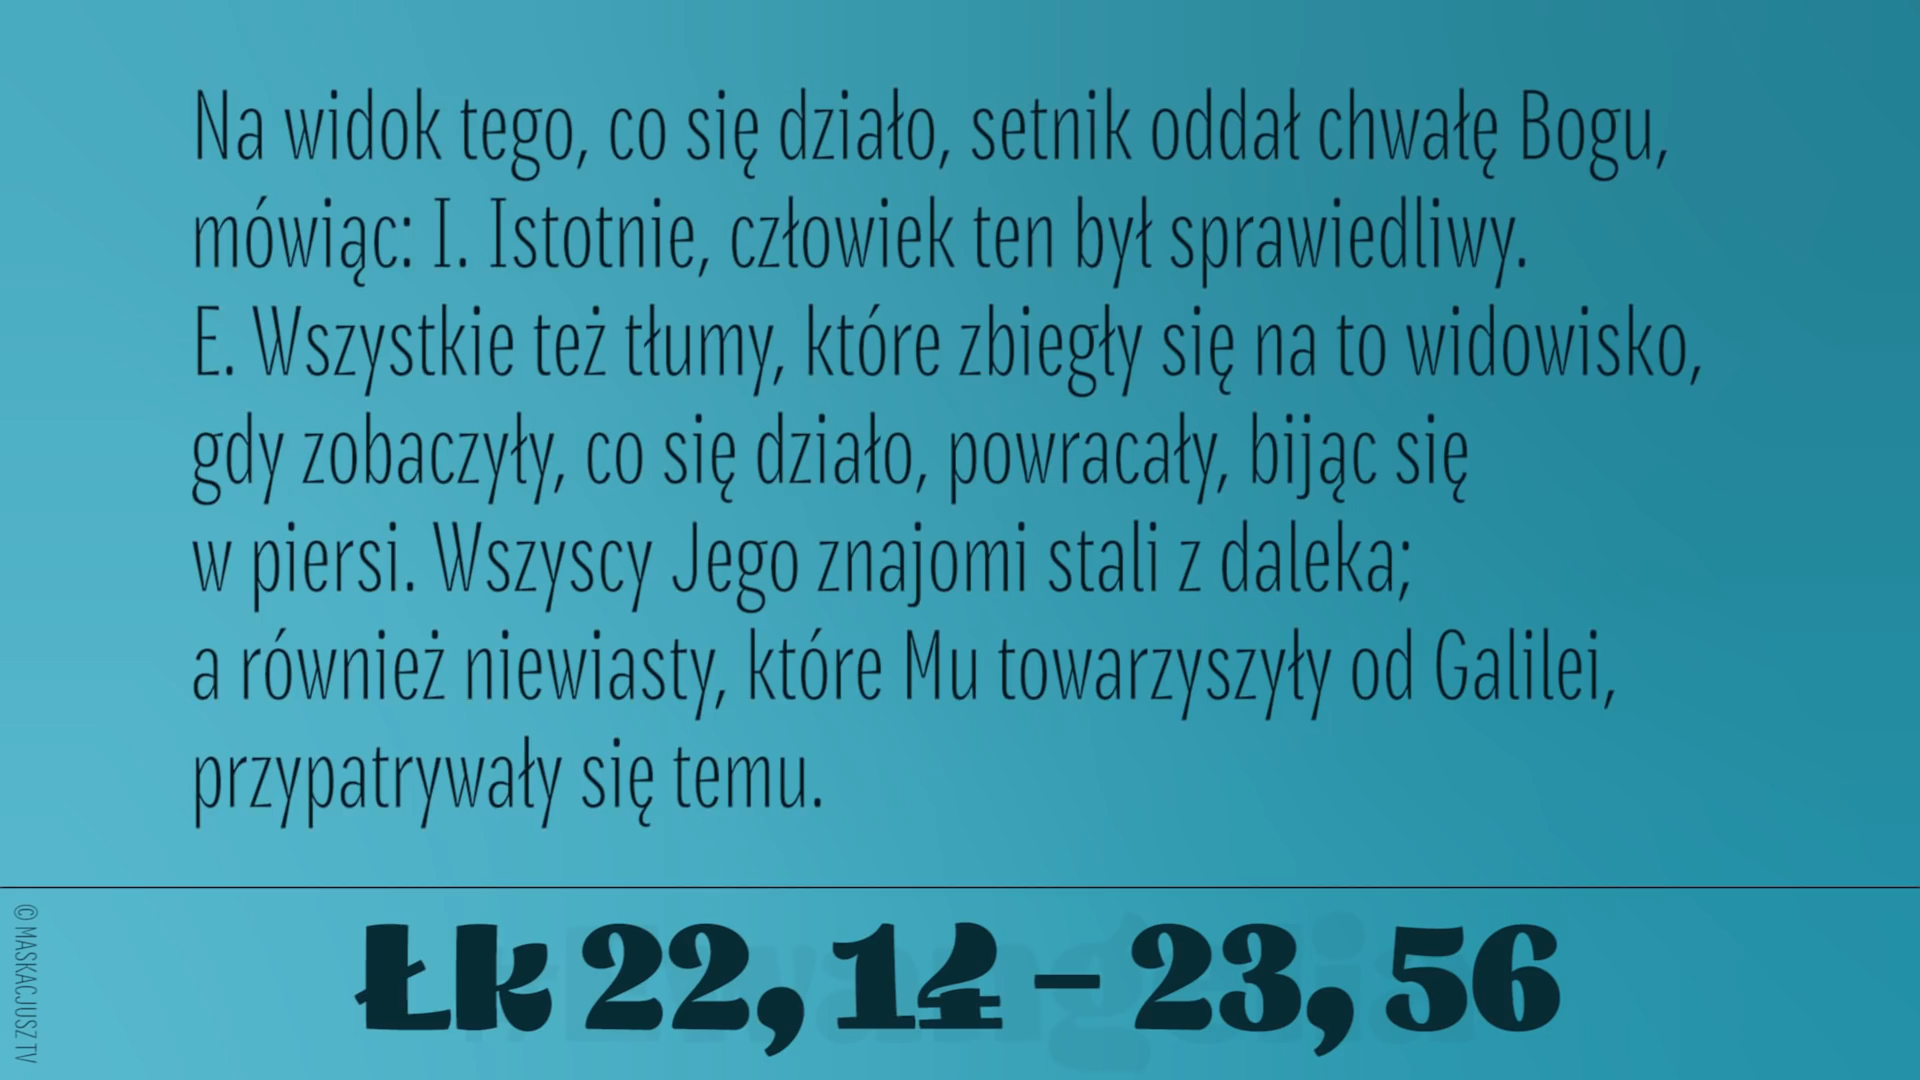 Na widok tego, co się działo, setnik oddał chwałę Bogu,
mówiąc: I. Istotnie, człowiek ten był sprawiedliwy.
E. Wszystkie też tłumy, które zbiegły się na to widowisko,
gdy zobaczyły, co się działo, powracały, bijąc się
w piersi. Wszyscy Jego znajomi stali z daleka;
a również niewiasty, które Mu towarzyszyły od Galilei,
przypatrywały się temu.
Łk 22, 14 – 23, 56
© MASKACJUSZ TV